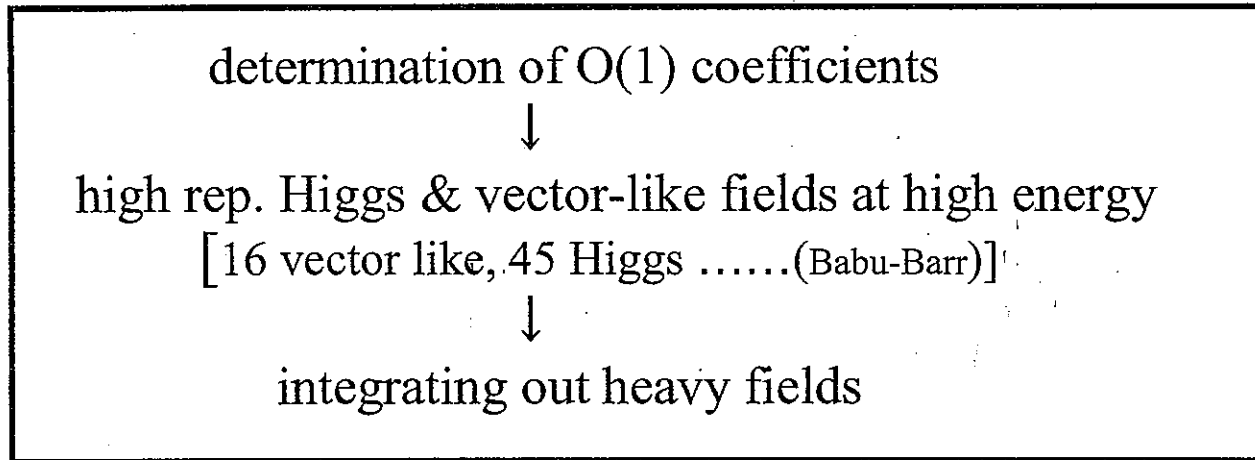 determination of O(1) coefficients
↓
high rep. Higgs & vector-like fields at high energy
[16 vector like, 45 Higgs ......(Babu-Barr)]
↓
integrating out heavy fields